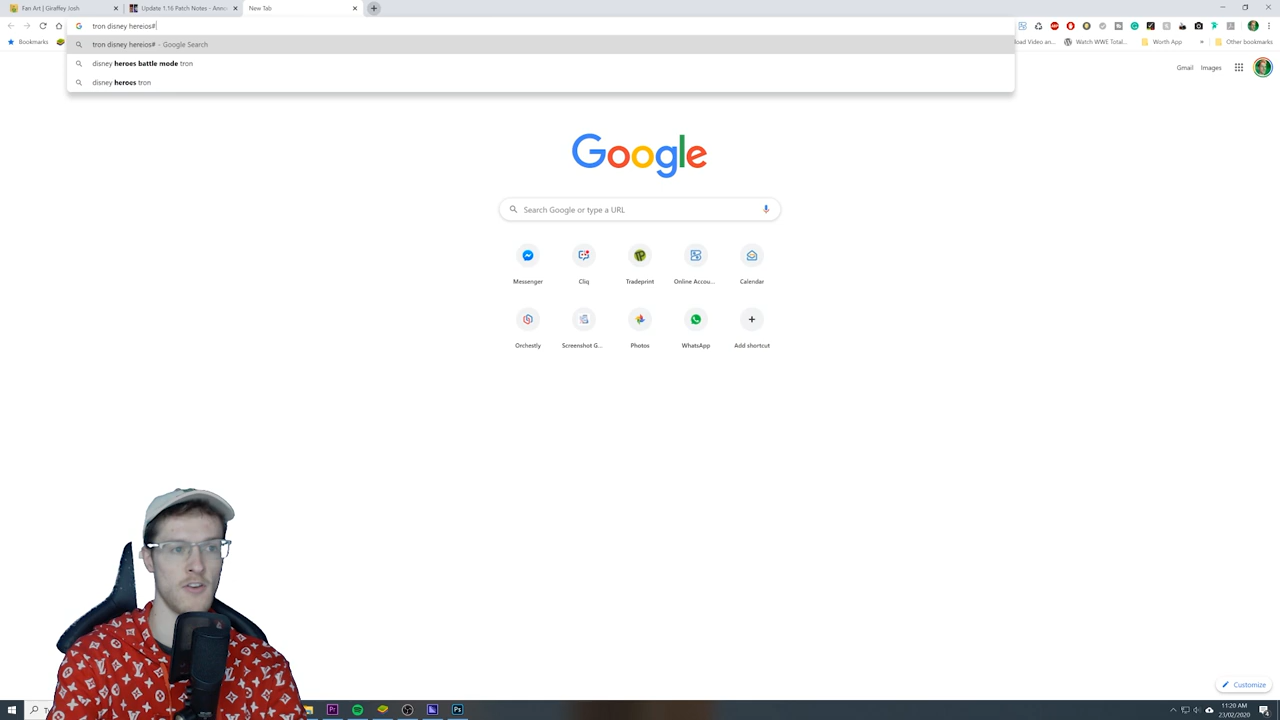 Fan Art | Giraffey Josh
Update 1.16 Patch Notes - Anno
New Tab
tron disney hereios#
tron disney hereios# - Google Search
disney heroes battle mode tron
disney heroes tron
Bookmarks
load Video an...
Watch WWE Total...
»
Worth App
»
Other bookmarks
Gmail Images
Google
Search Google or type a URL
Messenger
Cliq
Tradeprint
Online Accou...
Calendar
Orchestly
Screenshot G...
Photos
WhatsApp
Add shortcut
Customize
11:20 AM
23/02/2020